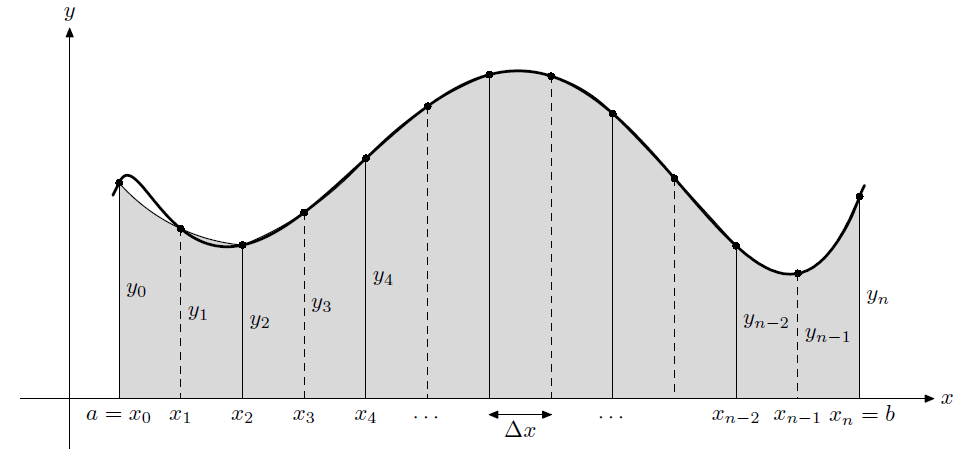 y
y₀
y₁
y₂
y₃
y₄
yₙ₋₂
yₙ₋₁
yₙ
a = x₀ x₁ x₂ x₃ x₄ ... ... xₙ₋₂ xₙ₋₁ xₙ = b x
Δx